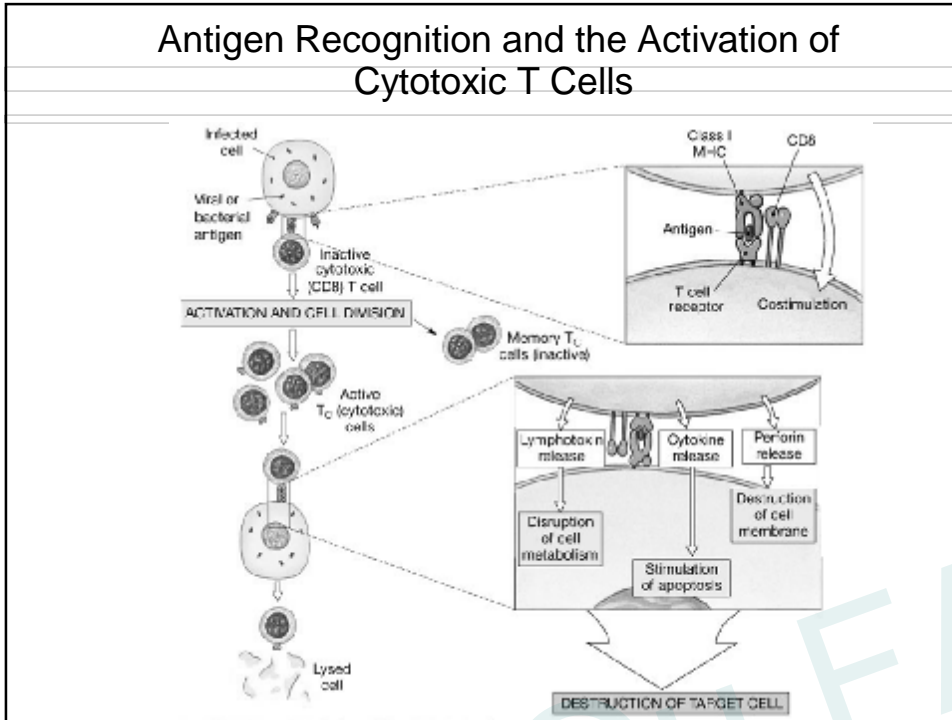 Antigen Recognition and the Activation of
Cytotoxic T Cells
Infected
cell
Viral or
bacterial
antigen
Inactive
cytotoxic
(CD8) T cell
ACTIVATION AND CELL DIVISION
Memory TC
cells (inactive)
Active
TC (cytotoxic)
cells
Lysed
cell
Class I
MHC
CD8
Antigen
T cell
receptor
Costimulation
Lymphotoxin
release
Cytokine
release
Perforin
release
Disruption
of cell
metabolism
Stimulation
of apoptosis
Destruction
of cell
membrane
DESTRUCTION OF TARGET CELL